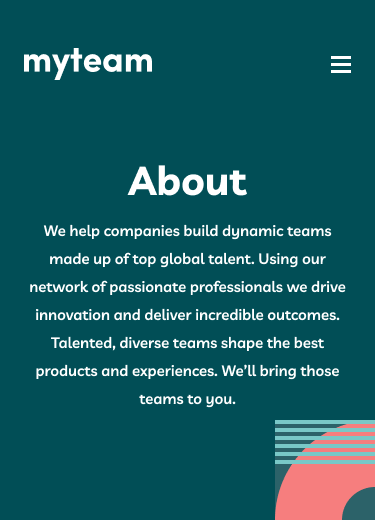 myteam
About
We help companies build dynamic teams
made up of top global talent. Using our
network of passionate professionals we drive
innovation and deliver incredible outcomes.
Talented, diverse teams shape the best
products and experiences. We’ll bring those
teams to you.